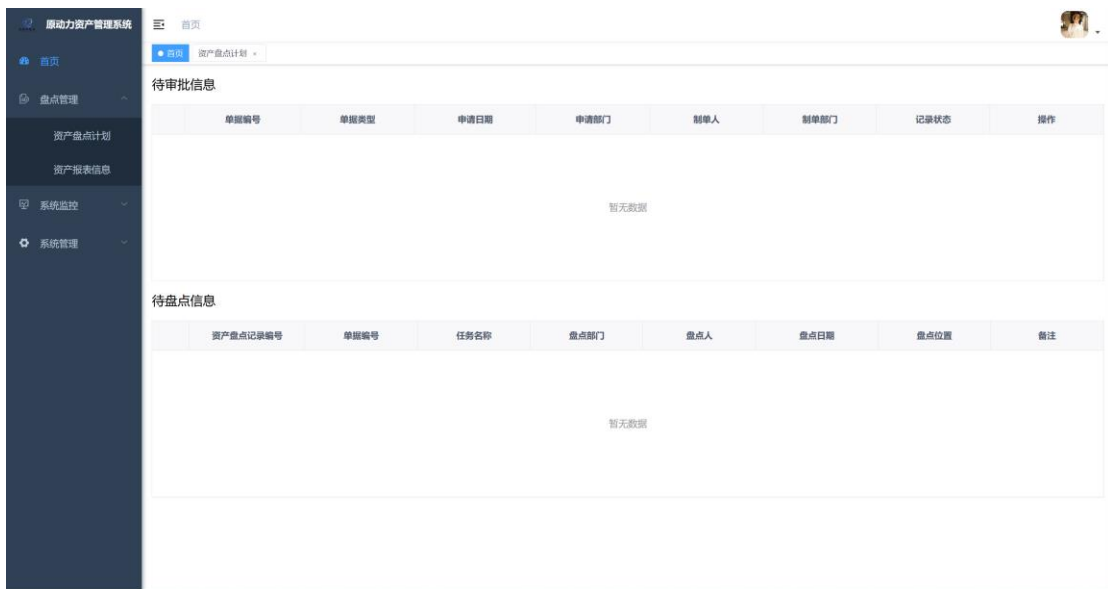 原动力资产管理系统
首页
首页
资产盘点计划 ×
首页
盘点管理
资产盘点计划
资产报表信息
系统监控
系统管理
待审批信息
单据编号 单据类型 申请日期 申请部门 制单人 制单部门 记录状态 操作
暂无数据
待盘点信息
资产盘点记录编号 单据编号 任务名称 盘点部门 盘点人 盘点日期 盘点位置 备注
暂无数据